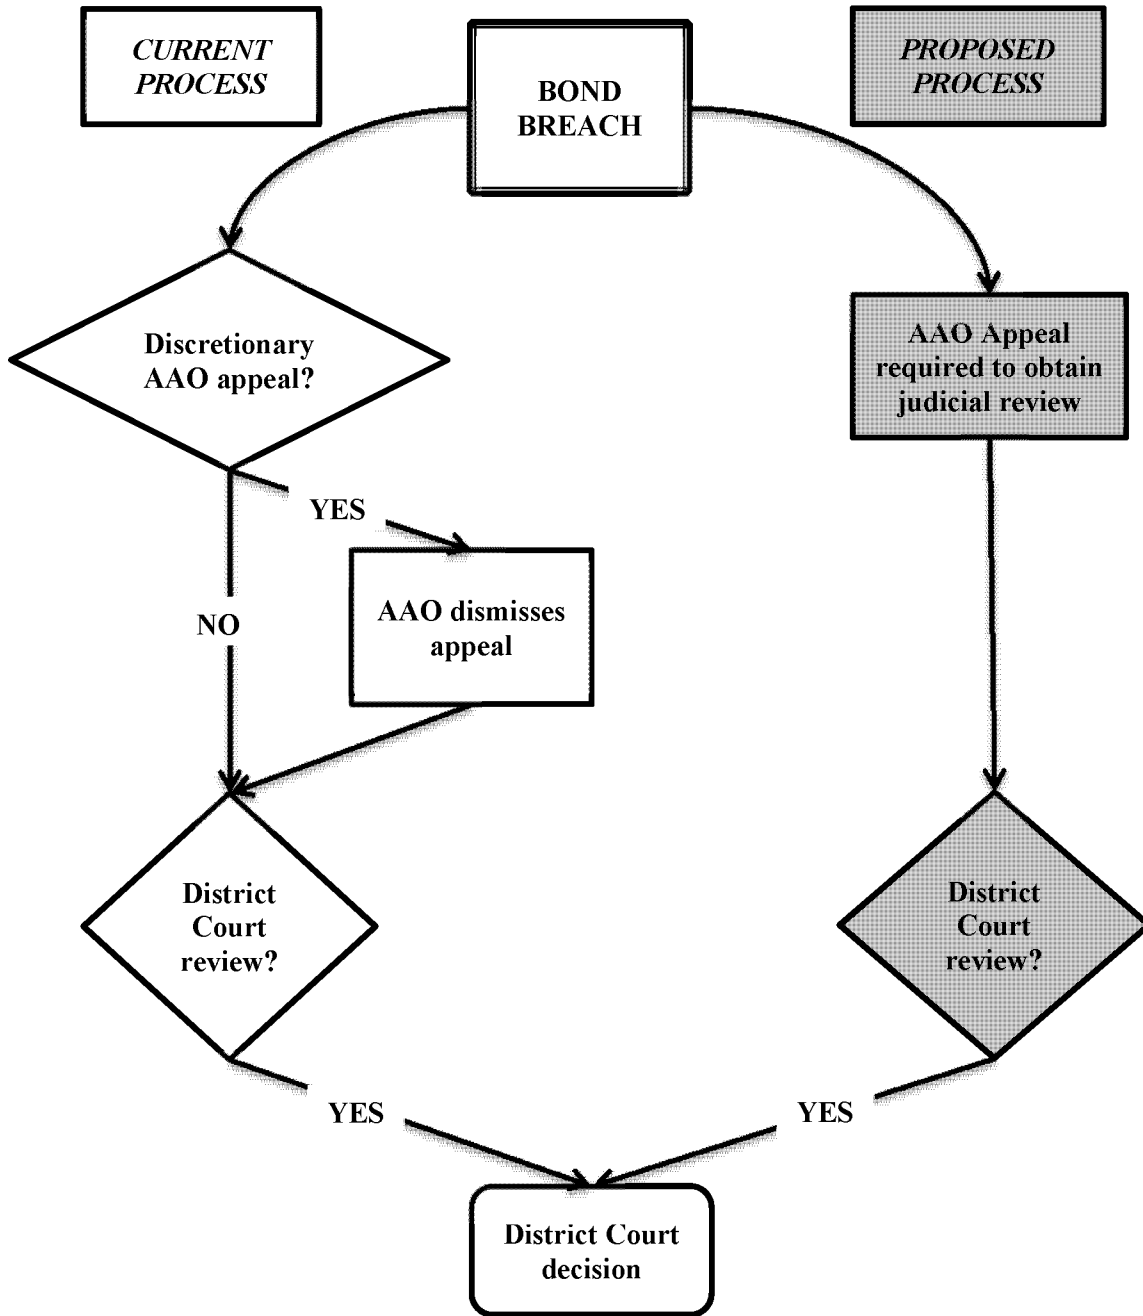 CURRENT
PROCESS
BOND
BREACH
PROPOSED
PROCESS
Discretionary
AAO appeal?
AAO Appeal
required to obtain
judicial review
YES
NO
AAO dismisses
appeal
District
Court
review?
District
Court
review?
YES
YES
District Court
decision